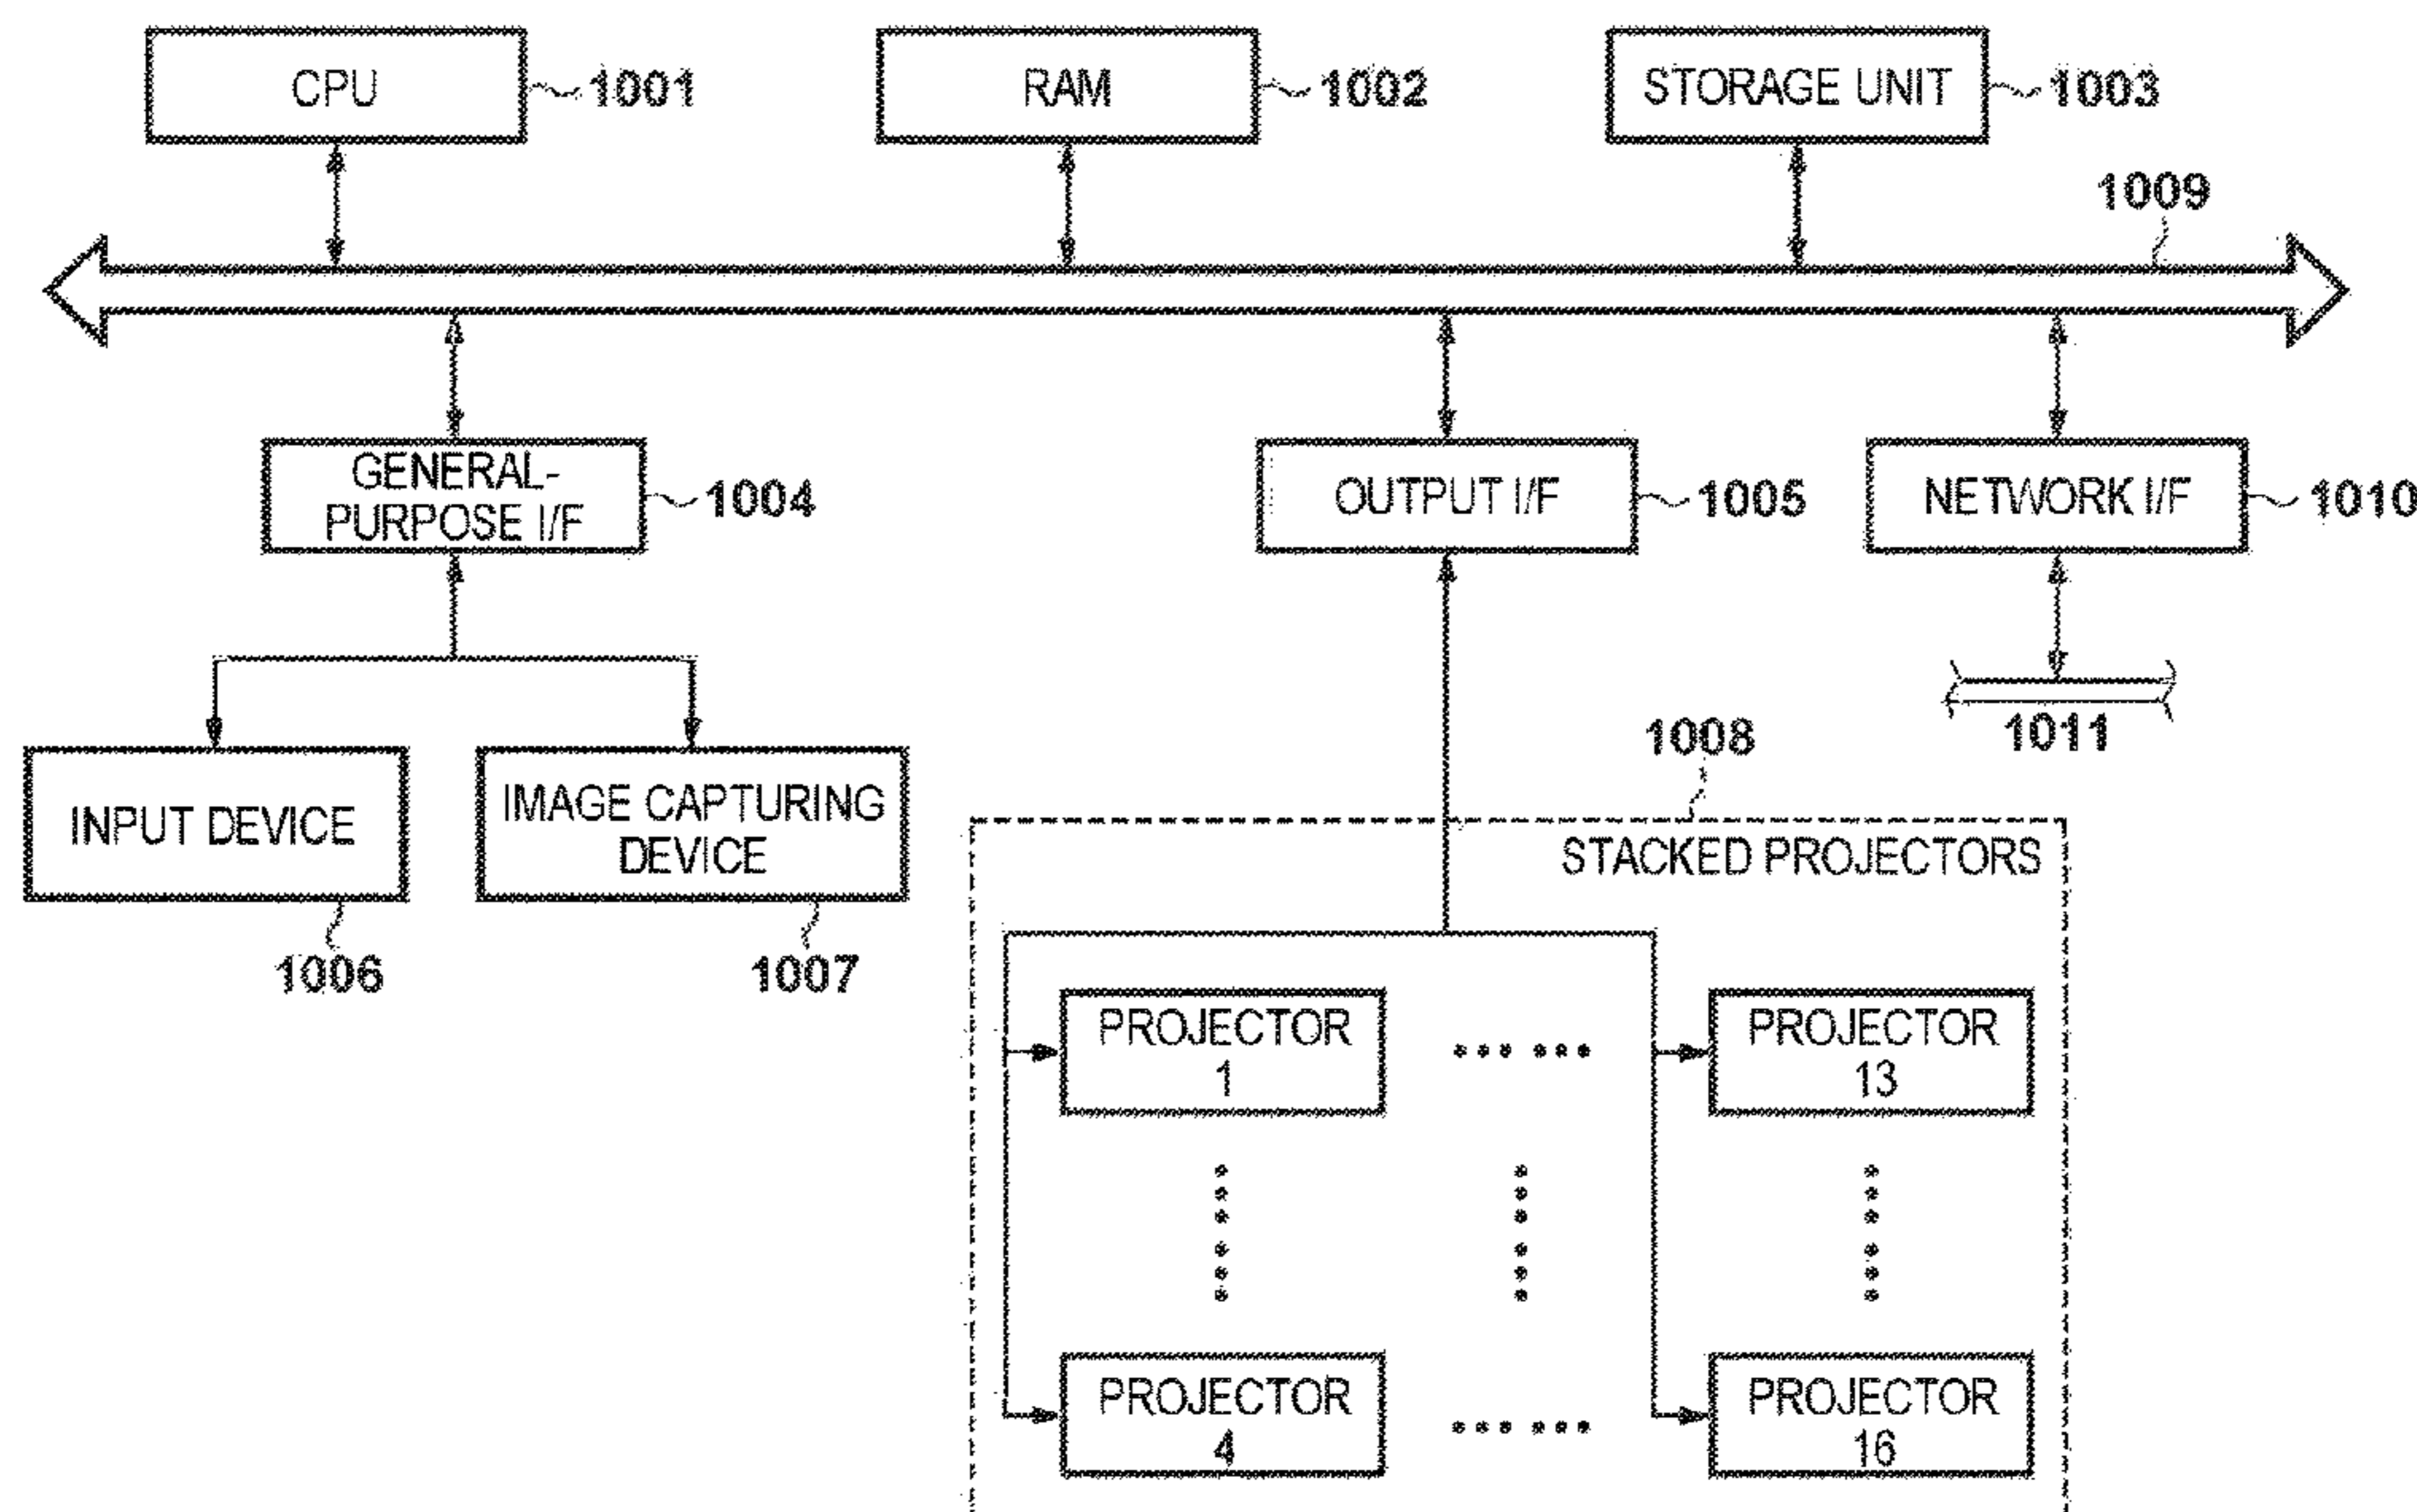 CPU
1001
RAM
1002
STORAGE UNIT
1003
1009
GENERAL-
PURPOSE I/F
1004
OUTPUT I/F
1005
NETWORK I/F
1010
1011
1008
INPUT DEVICE
1006
IMAGE CAPTURING
DEVICE
1007
STACKED PROJECTORS
PROJECTOR
1
PROJECTOR
13
PROJECTOR
4
PROJECTOR
16